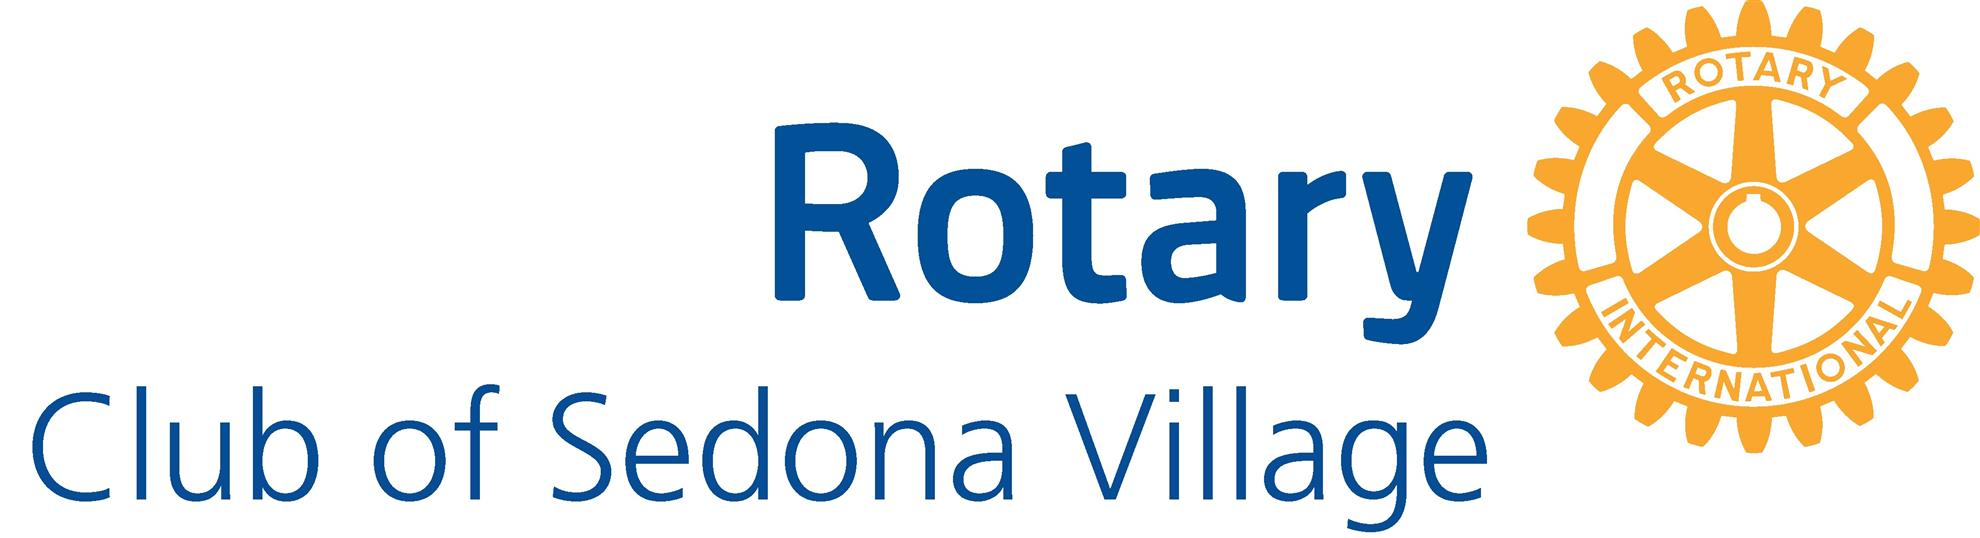 Rotary
Club of Sedona Village
ROTARY
INTERNATIONAL